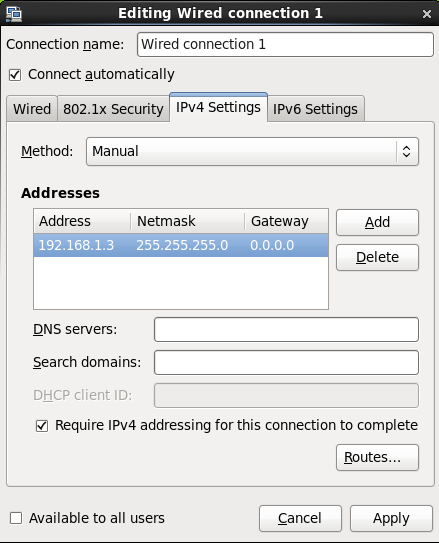 Editing Wired connection 1
Connection name: Wired connection 1
Connect automatically
Wired 802.1x Security IPv4 Settings IPv6 Settings
Method: Manual
Addresses
Address Netmask Gateway Add
192.168.1.3 255.255.255.0 0.0.0.0
Delete
DNS servers:
Search domains:
DHCP client ID:
Require IPv4 addressing for this connection to complete
Routes...
Available to all users Cancel Apply